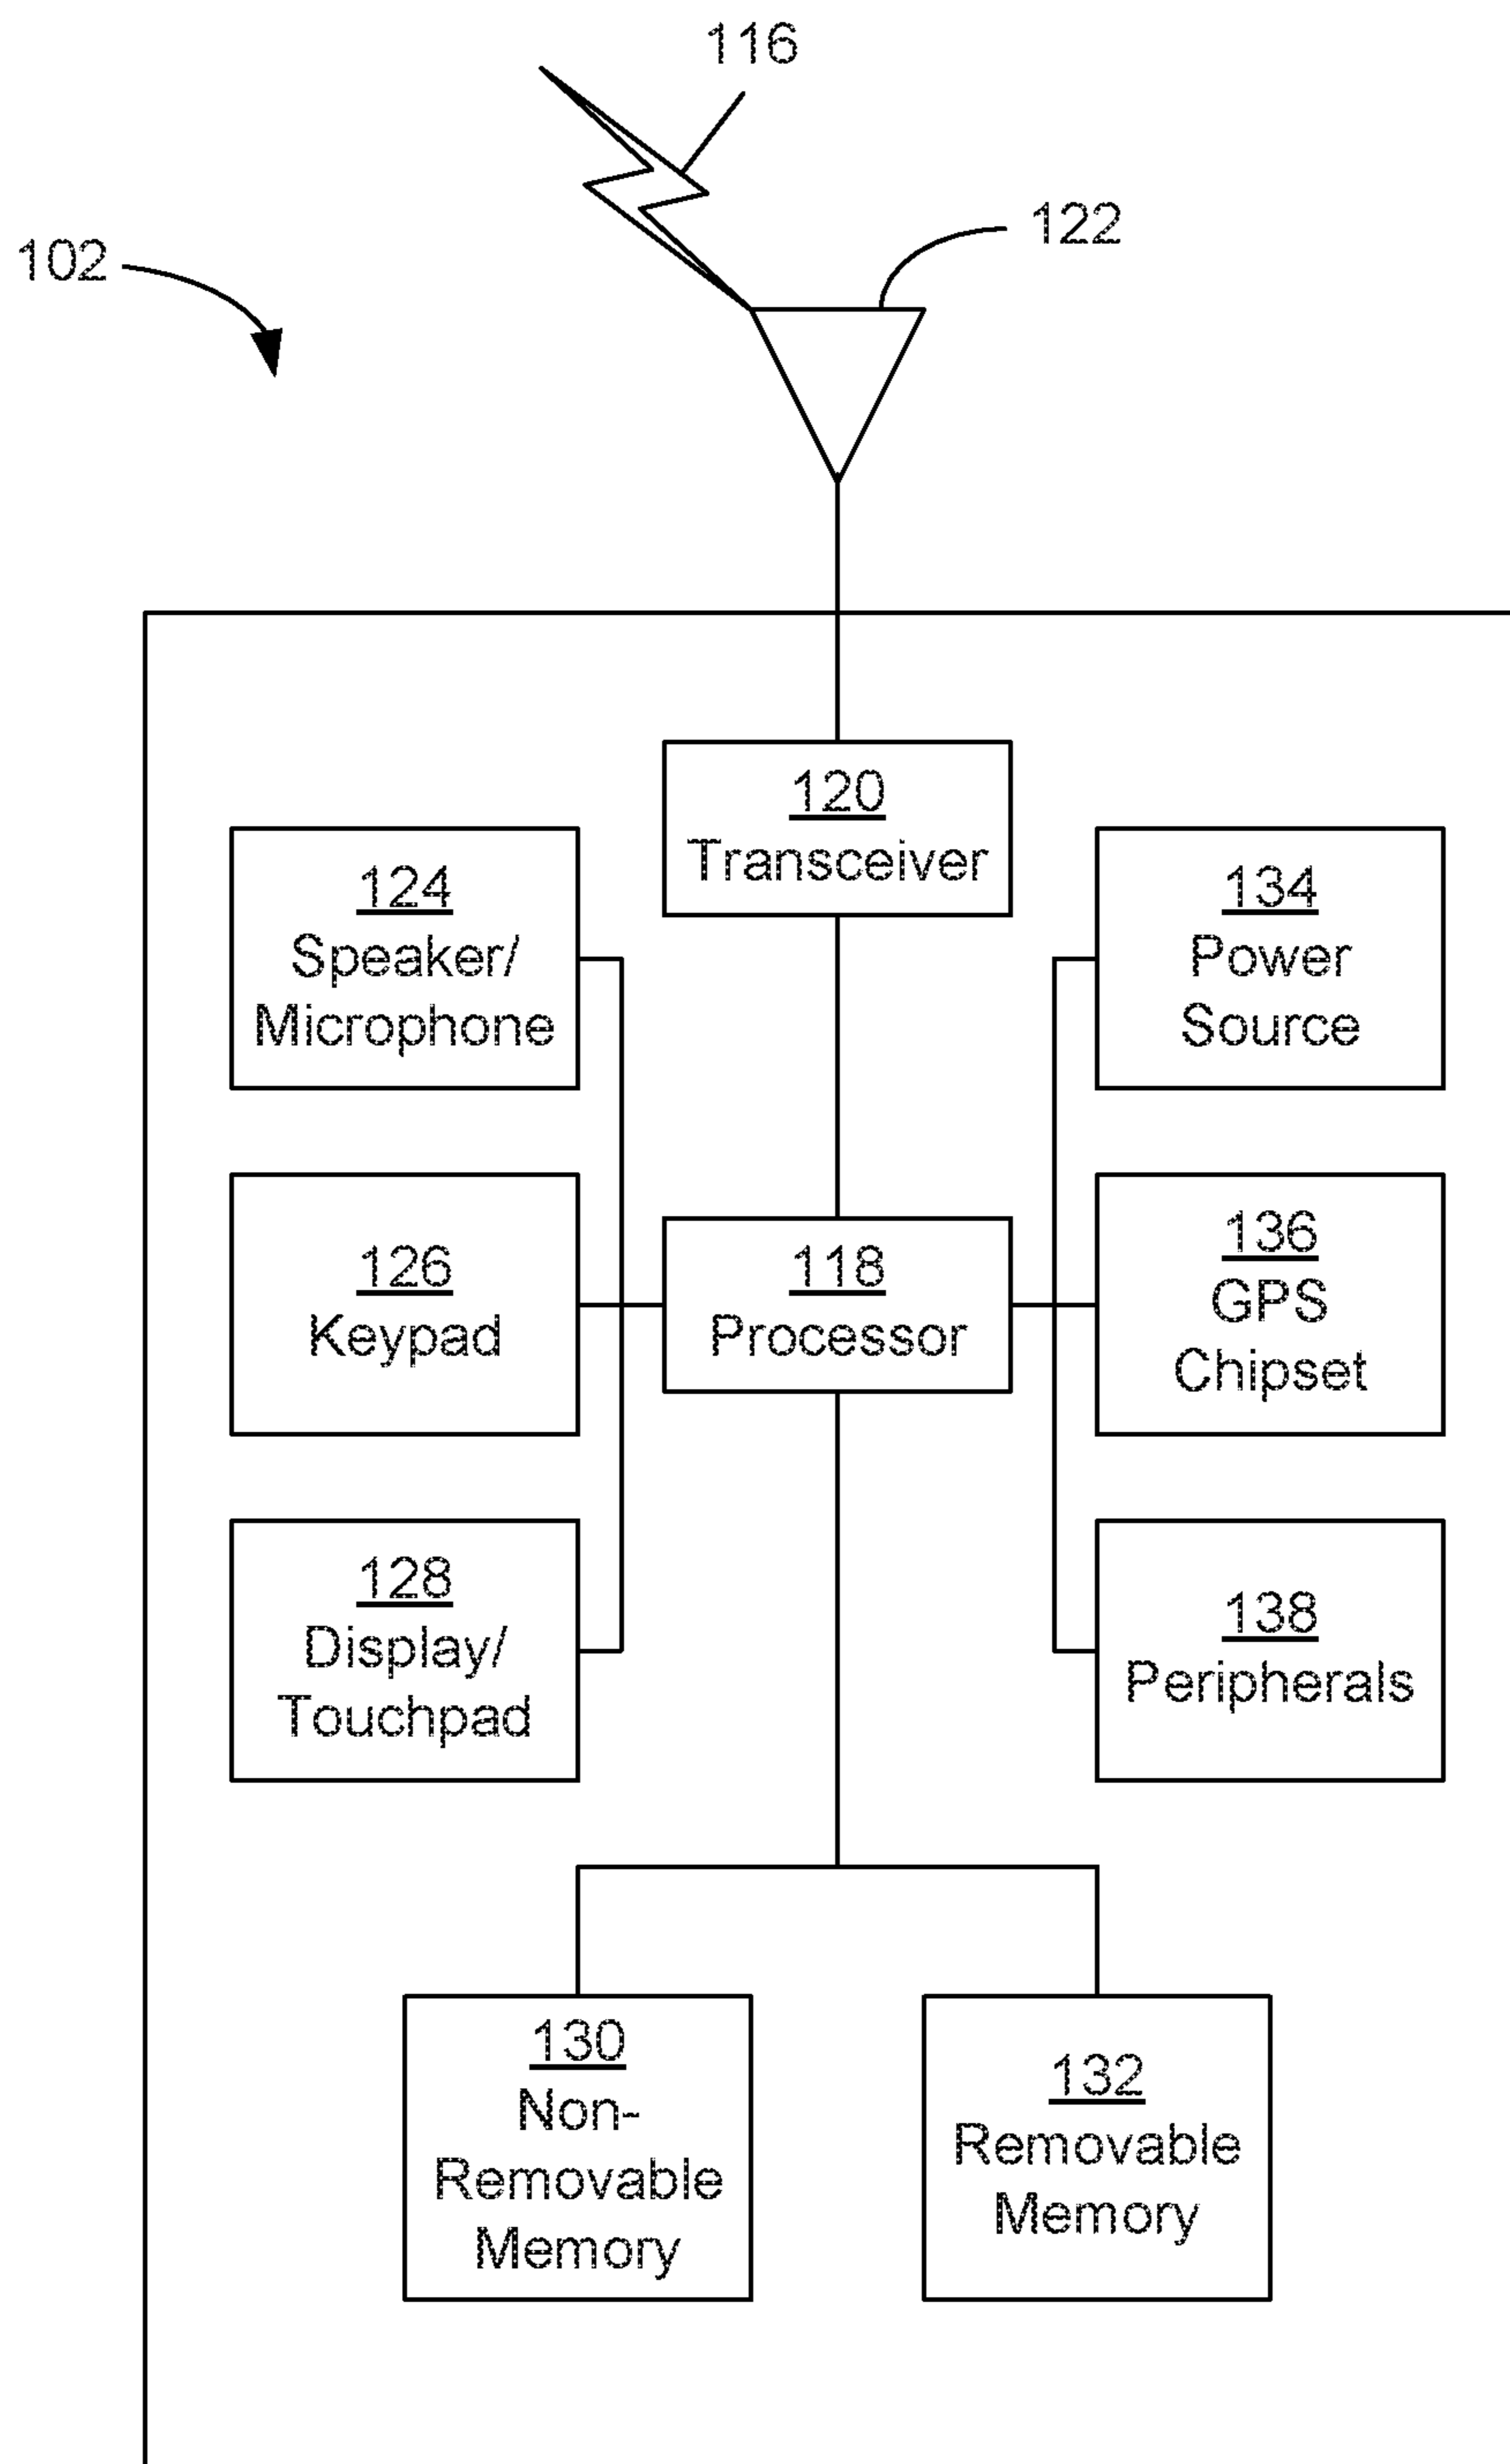 116
122
102
120
Transceiver
124
Speaker/
Microphone
134
Power
Source
126
Keypad
118
Processor
136
GPS
Chipset
128
Display/
Touchpad
138
Peripherals
130
Non-
Removable
Memory
132
Removable
Memory